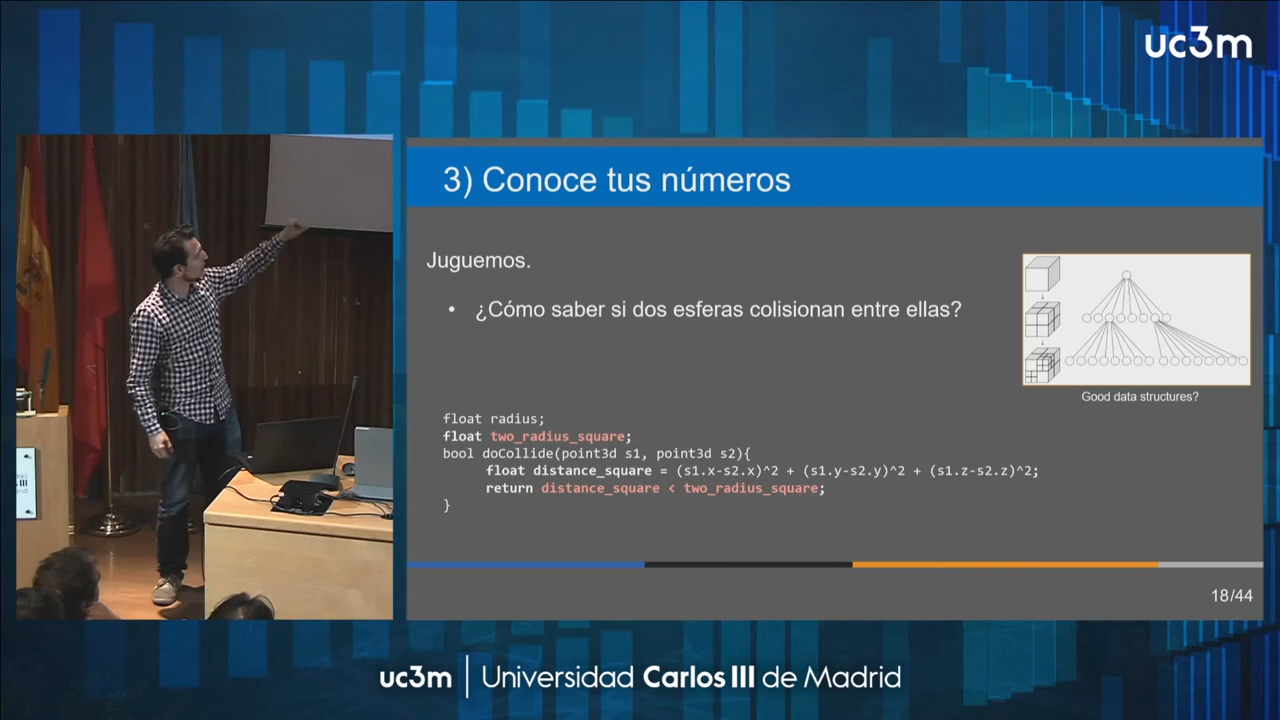 uc3m
3) Conoce tus números
Juguemos.
• ¿Cómo saber si dos esferas colisionan entre ellas?
Good data structures?
float radius;
float two_radius_square;
bool doCollide(point3d s1, point3d s2){
float distance_square = (s1.x-s2.x)^2 + (s1.y-s2.y)^2 + (s1.z-s2.z)^2;
return distance_square < two_radius_square;
}
18/44
uc3m | Universidad Carlos III de Madrid